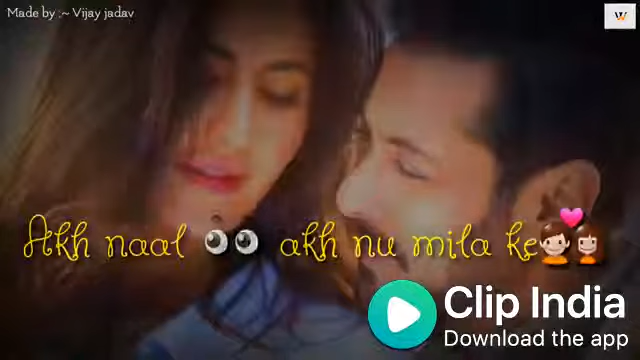 Made by :~ Vijay jadav
Akh naal 👀 akh nu mila ke
Clip India
Download the app